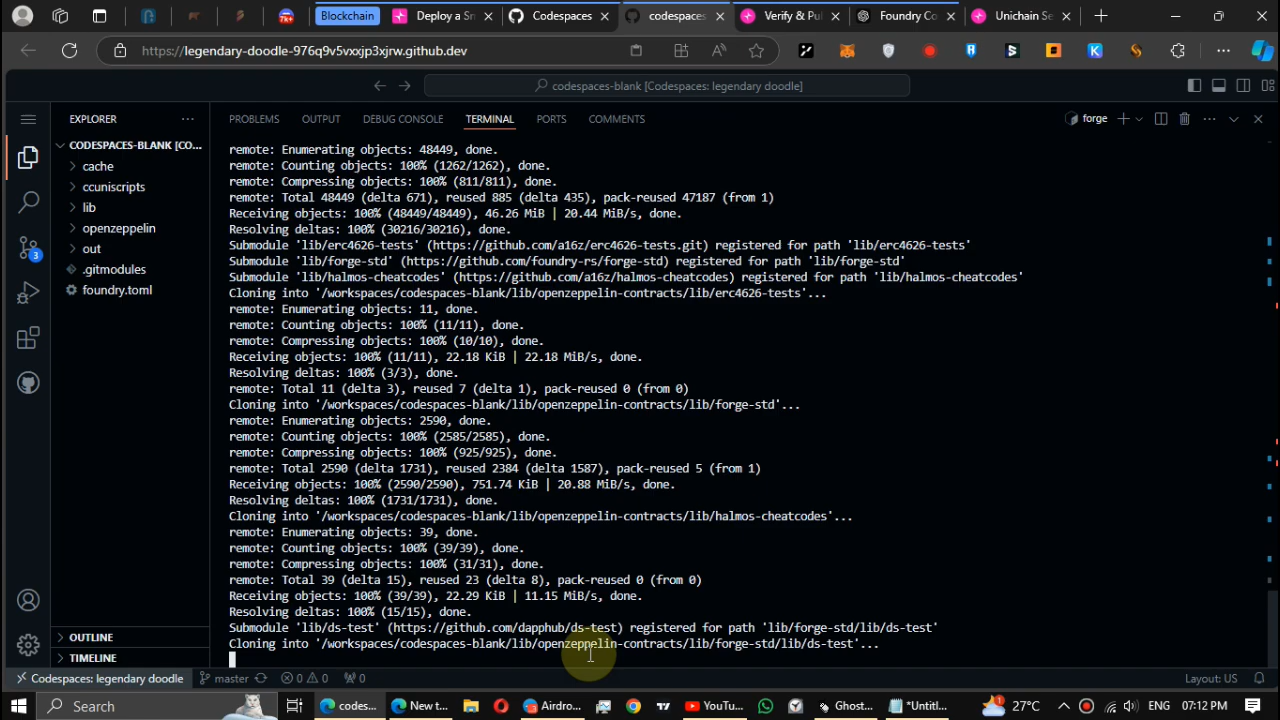 7k+
Blockchain
Deploy a Sn
Codespaces
codespaces
Verify & Pu
Foundry Co
Unichain Se
https://legendary-doodle-976q9v5vxxjp3xjrw.github.dev
codespaces-blank [Codespaces: legendary doodle]
EXPLORER
PROBLEMS
OUTPUT
DEBUG CONSOLE
TERMINAL
PORTS
COMMENTS
forge
CODESPACES-BLANK [CO...
cache
ccuniscripts
lib
openzeppelin
out
.gitmodules
foundry.toml
3
remote: Enumerating objects: 48449, done.
remote: Counting objects: 100% (1262/1262), done.
remote: Compressing objects: 100% (811/811), done.
remote: Total 48449 (delta 671), reused 885 (delta 435), pack-reused 47187 (from 1)
Receiving objects: 100% (48449/48449), 46.26 MiB | 20.44 MiB/s, done.
Resolving deltas: 100% (30216/30216), done.
Submodule 'lib/erc4626-tests' (https://github.com/a16z/erc4626-tests.git) registered for path 'lib/erc4626-tests'
Submodule 'lib/forge-std' (https://github.com/foundry-rs/forge-std) registered for path 'lib/forge-std'
Submodule 'lib/halmos-cheatcodes' (https://github.com/a16z/halmos-cheatcodes) registered for path 'lib/halmos-cheatcodes'
Cloning into '/workspaces/codespaces-blank/lib/openzeppelin-contracts/lib/erc4626-tests'...
remote: Enumerating objects: 11, done.
remote: Counting objects: 100% (11/11), done.
remote: Compressing objects: 100% (10/10), done.
Receiving objects: 100% (11/11), 22.18 KiB | 22.18 MiB/s, done.
Resolving deltas: 100% (3/3), done.
remote: Total 11 (delta 3), reused 7 (delta 1), pack-reused 0 (from 0)
Cloning into '/workspaces/codespaces-blank/lib/openzeppelin-contracts/lib/forge-std'...
remote: Enumerating objects: 2590, done.
remote: Counting objects: 100% (2585/2585), done.
remote: Compressing objects: 100% (925/925), done.
remote: Total 2590 (delta 1731), reused 2384 (delta 1587), pack-reused 5 (from 1)
Receiving objects: 100% (2590/2590), 751.74 KiB | 20.88 MiB/s, done.
Resolving deltas: 100% (1731/1731), done.
Cloning into '/workspaces/codespaces-blank/lib/openzeppelin-contracts/lib/halmos-cheatcodes'...
remote: Enumerating objects: 39, done.
remote: Counting objects: 100% (39/39), done.
remote: Compressing objects: 100% (31/31), done.
remote: Total 39 (delta 15), reused 23 (delta 8), pack-reused 0 (from 0)
Receiving objects: 100% (39/39), 22.29 KiB | 11.15 MiB/s, done.
Resolving deltas: 100% (15/15), done.
Submodule 'lib/ds-test' (https://github.com/dapphub/ds-test) registered for path 'lib/forge-std/lib/ds-test'
Cloning into '/workspaces/codespaces-blank/lib/openzeppelin-contracts/lib/forge-std/lib/ds-test'...
OUTLINE
TIMELINE
Codespaces: legendary doodle
master
0
0
0
Layout: US
Search
codes...
New t...
Airdro...
YouTu...
Ghost...
*Untitl...
27°C
07:12 PM